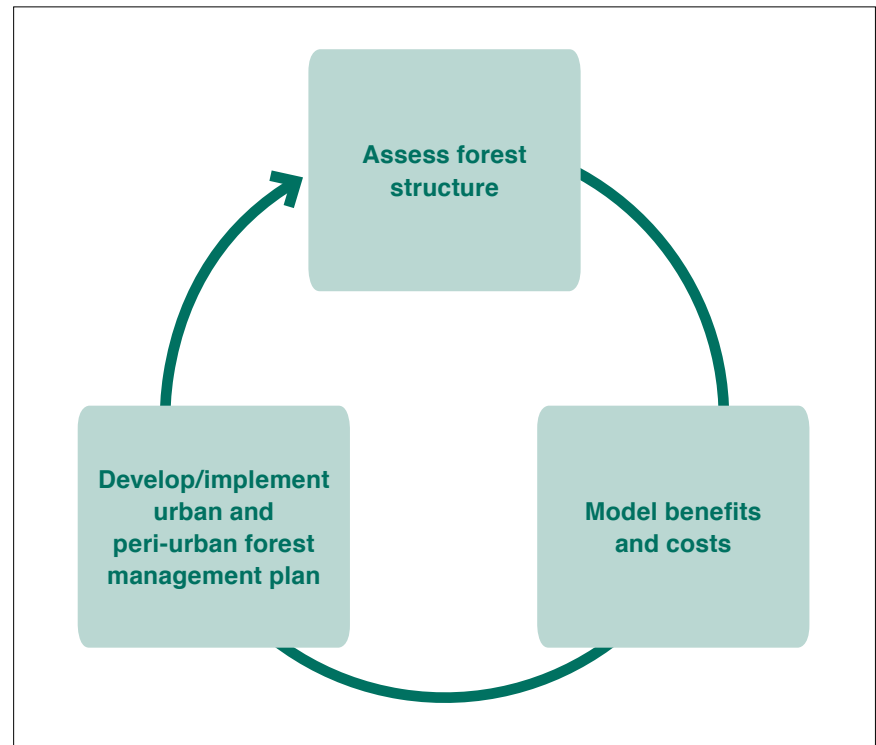 Assess forest
structure
Model benefits
and costs
Develop/implement
urban and
peri-urban forest
management plan